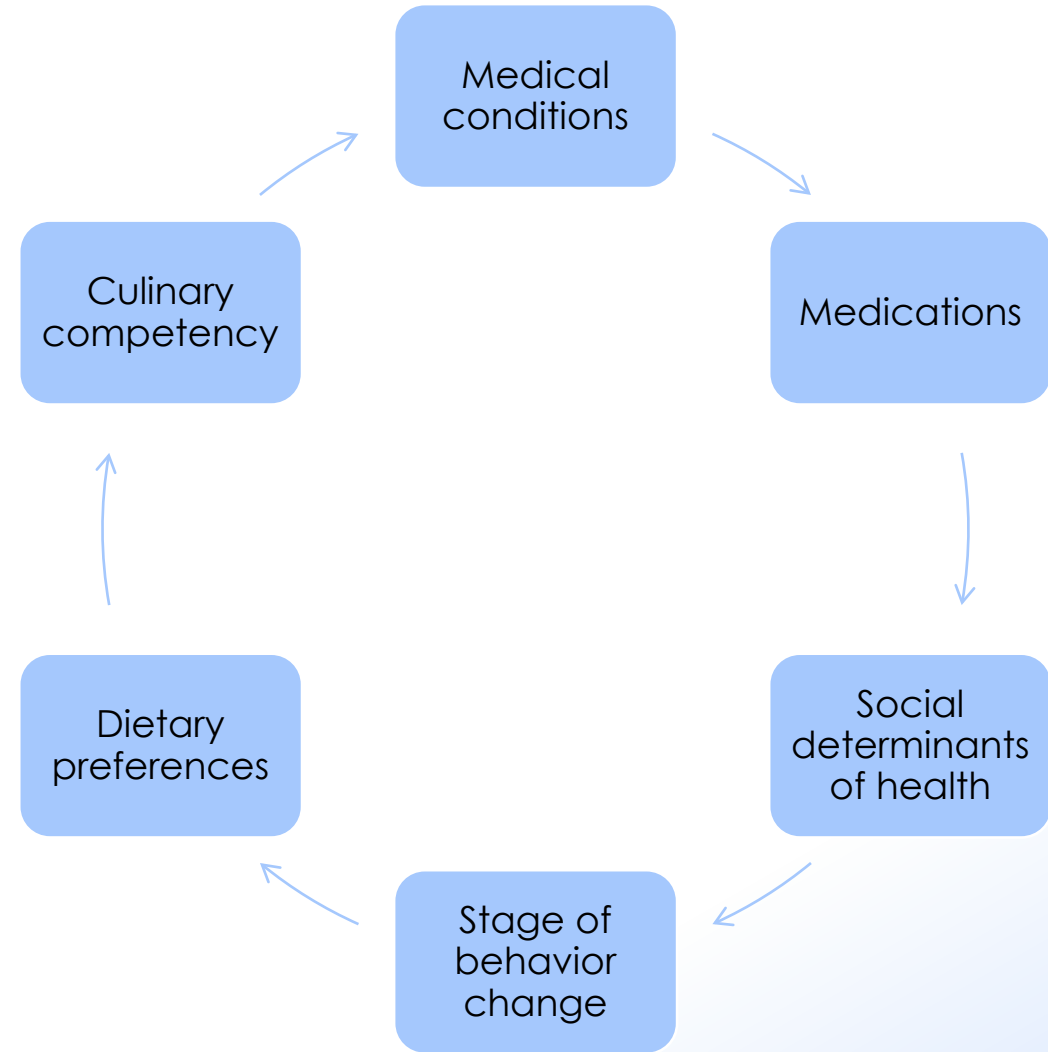 Medical
conditions
Medications
Social
determinants
of health
Stage of
behavior
change
Dietary
preferences
Culinary
competency